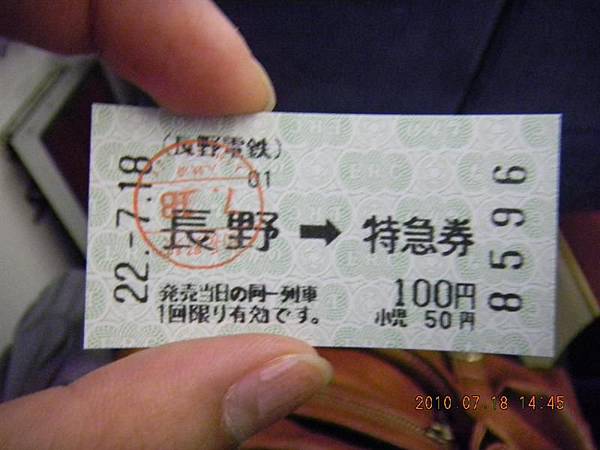 (長野電鉄)
01
22.-7.18
長野➡特急券
8596
発売当日の同一列車
1回限り有効です。
100円
小児 50円
2010.07.18 14:45